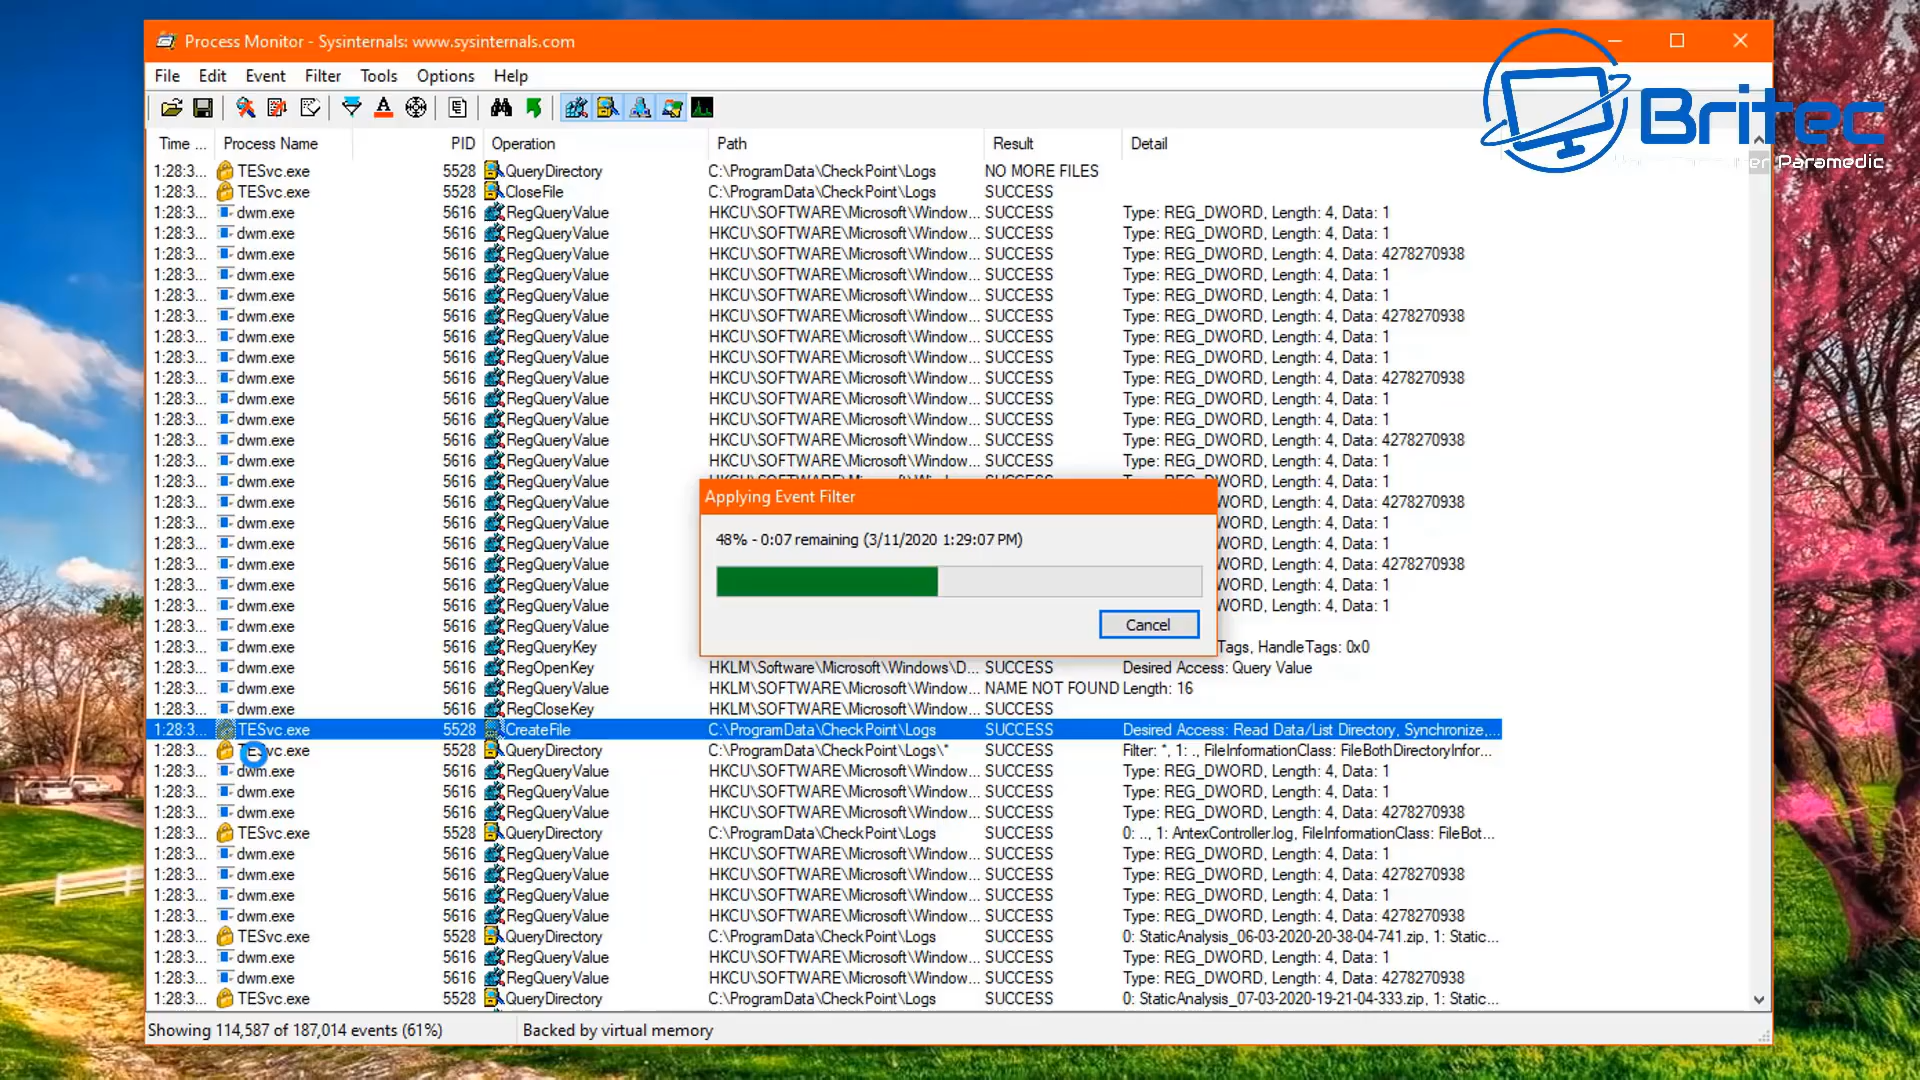 Process Monitor - Sysinternals: www.sysinternals.com
File Edit Event Filter Tools Options Help
Britec
er Paramedic
Time ... Process Name PID Operation Path Result Detail
1:28:3... TESvc.exe 5528 QueryDirectory C:\ProgramData\CheckPoint\Logs NO MORE FILES
1:28:3... TESvc.exe 5528 CloseFile C:\ProgramData\CheckPoint\Logs SUCCESS
1:28:3... dwm.exe 5616 RegQueryValue HKCU\SOFTWARE\Microsoft\Window... SUCCESS Type: REG_DWORD, Length: 4, Data: 1
1:28:3... dwm.exe 5616 RegQueryValue HKCU\SOFTWARE\Microsoft\Window... SUCCESS Type: REG_DWORD, Length: 4, Data: 1
1:28:3... dwm.exe 5616 RegQueryValue HKCU\SOFTWARE\Microsoft\Window... SUCCESS Type: REG_DWORD, Length: 4, Data: 4278270938
1:28:3... dwm.exe 5616 RegQueryValue HKCU\SOFTWARE\Microsoft\Window... SUCCESS Type: REG_DWORD, Length: 4, Data: 1
1:28:3... dwm.exe 5616 RegQueryValue HKCU\SOFTWARE\Microsoft\Window... SUCCESS Type: REG_DWORD, Length: 4, Data: 1
1:28:3... dwm.exe 5616 RegQueryValue HKCU\SOFTWARE\Microsoft\Window... SUCCESS Type: REG_DWORD, Length: 4, Data: 4278270938
1:28:3... dwm.exe 5616 RegQueryValue HKCU\SOFTWARE\Microsoft\Window... SUCCESS Type: REG_DWORD, Length: 4, Data: 1
1:28:3... dwm.exe 5616 RegQueryValue HKCU\SOFTWARE\Microsoft\Window... SUCCESS Type: REG_DWORD, Length: 4, Data: 1
1:28:3... dwm.exe 5616 RegQueryValue HKCU\SOFTWARE\Microsoft\Window... SUCCESS Type: REG_DWORD, Length: 4, Data: 4278270938
1:28:3... dwm.exe 5616 RegQueryValue HKCU\SOFTWARE\Microsoft\Window... SUCCESS Type: REG_DWORD, Length: 4, Data: 1
1:28:3... dwm.exe 5616 RegQueryValue HKCU\SOFTWARE\Microsoft\Window... SUCCESS Type: REG_DWORD, Length: 4, Data: 1
1:28:3... dwm.exe 5616 RegQueryValue HKCU\SOFTWARE\Microsoft\Window... SUCCESS Type: REG_DWORD, Length: 4, Data: 4278270938
1:28:3... dwm.exe 5616 RegQueryValue HKCU\SOFTWARE\Microsoft\Window... SUCCESS Type: REG_DWORD, Length: 4, Data: 1
1:28:3... dwm.exe 5616 RegQueryValue HKCU\SOFTWARE\Microsoft\Window... SUCCESS Type: REG_DWORD, Length: 4, Data: 1
1:28:3... dwm.exe 5616 RegQueryValue WORD, Length: 4, Data: 4278270938
1:28:3... dwm.exe 5616 RegQueryValue WORD, Length: 4, Data: 1
1:28:3... dwm.exe 5616 RegQueryValue WORD, Length: 4, Data: 1
1:28:3... dwm.exe 5616 RegQueryValue WORD, Length: 4, Data: 4278270938
1:28:3... dwm.exe 5616 RegQueryValue WORD, Length: 4, Data: 1
1:28:3... dwm.exe 5616 RegQueryValue WORD, Length: 4, Data: 1
1:28:3... dwm.exe 5616 RegQueryValue
1:28:3... dwm.exe 5616 RegQueryKey Tags, HandleTags: 0x0
1:28:3... dwm.exe 5616 RegOpenKey HKLM\Software\Microsoft\Windows\D... SUCCESS Desired Access: Query Value
1:28:3... dwm.exe 5616 RegQueryValue HKLM\SOFTWARE\Microsoft\Window... NAME NOT FOUND Length: 16
1:28:3... dwm.exe 5616 RegCloseKey HKLM\SOFTWARE\Microsoft\Window... SUCCESS
1:28:3... TESvc.exe 5528 CreateFile C:\ProgramData\CheckPoint\Logs SUCCESS Desired Access: Read Data/List Directory, Synchronize,...
1:28:3... TESvc.exe 5528 QueryDirectory C:\ProgramData\CheckPoint\Logs\* SUCCESS Filter: *, 1: ., FileInformationClass: FileBothDirectoryInfor...
1:28:3... dwm.exe 5616 RegQueryValue HKCU\SOFTWARE\Microsoft\Window... SUCCESS Type: REG_DWORD, Length: 4, Data: 1
1:28:3... dwm.exe 5616 RegQueryValue HKCU\SOFTWARE\Microsoft\Window... SUCCESS Type: REG_DWORD, Length: 4, Data: 1
1:28:3... dwm.exe 5616 RegQueryValue HKCU\SOFTWARE\Microsoft\Window... SUCCESS Type: REG_DWORD, Length: 4, Data: 4278270938
1:28:3... TESvc.exe 5528 QueryDirectory C:\ProgramData\CheckPoint\Logs SUCCESS 0: .., 1: AntexController.log, FileInformationClass: FileBot...
1:28:3... dwm.exe 5616 RegQueryValue HKCU\SOFTWARE\Microsoft\Window... SUCCESS Type: REG_DWORD, Length: 4, Data: 1
1:28:3... dwm.exe 5616 RegQueryValue HKCU\SOFTWARE\Microsoft\Window... SUCCESS Type: REG_DWORD, Length: 4, Data: 4278270938
1:28:3... dwm.exe 5616 RegQueryValue HKCU\SOFTWARE\Microsoft\Window... SUCCESS Type: REG_DWORD, Length: 4, Data: 1
1:28:3... dwm.exe 5616 RegQueryValue HKCU\SOFTWARE\Microsoft\Window... SUCCESS Type: REG_DWORD, Length: 4, Data: 4278270938
1:28:3... TESvc.exe 5528 QueryDirectory C:\ProgramData\CheckPoint\Logs SUCCESS 0: StaticAnalysis_06-03-2020-20-38-04-741.zip, 1: Static...
1:28:3... dwm.exe 5616 RegQueryValue HKCU\SOFTWARE\Microsoft\Window... SUCCESS Type: REG_DWORD, Length: 4, Data: 1
1:28:3... dwm.exe 5616 RegQueryValue HKCU\SOFTWARE\Microsoft\Window... SUCCESS Type: REG_DWORD, Length: 4, Data: 4278270938
1:28:3... TESvc.exe 5528 QueryDirectory C:\ProgramData\CheckPoint\Logs SUCCESS 0: StaticAnalysis_07-03-2020-19-21-04-333.zip, 1: Static...
Applying Event Filter
48% - 0:07 remaining (3/11/2020 1:29:07 PM)
Cancel
Showing 114,587 of 187,014 events (61%) Backed by virtual memory